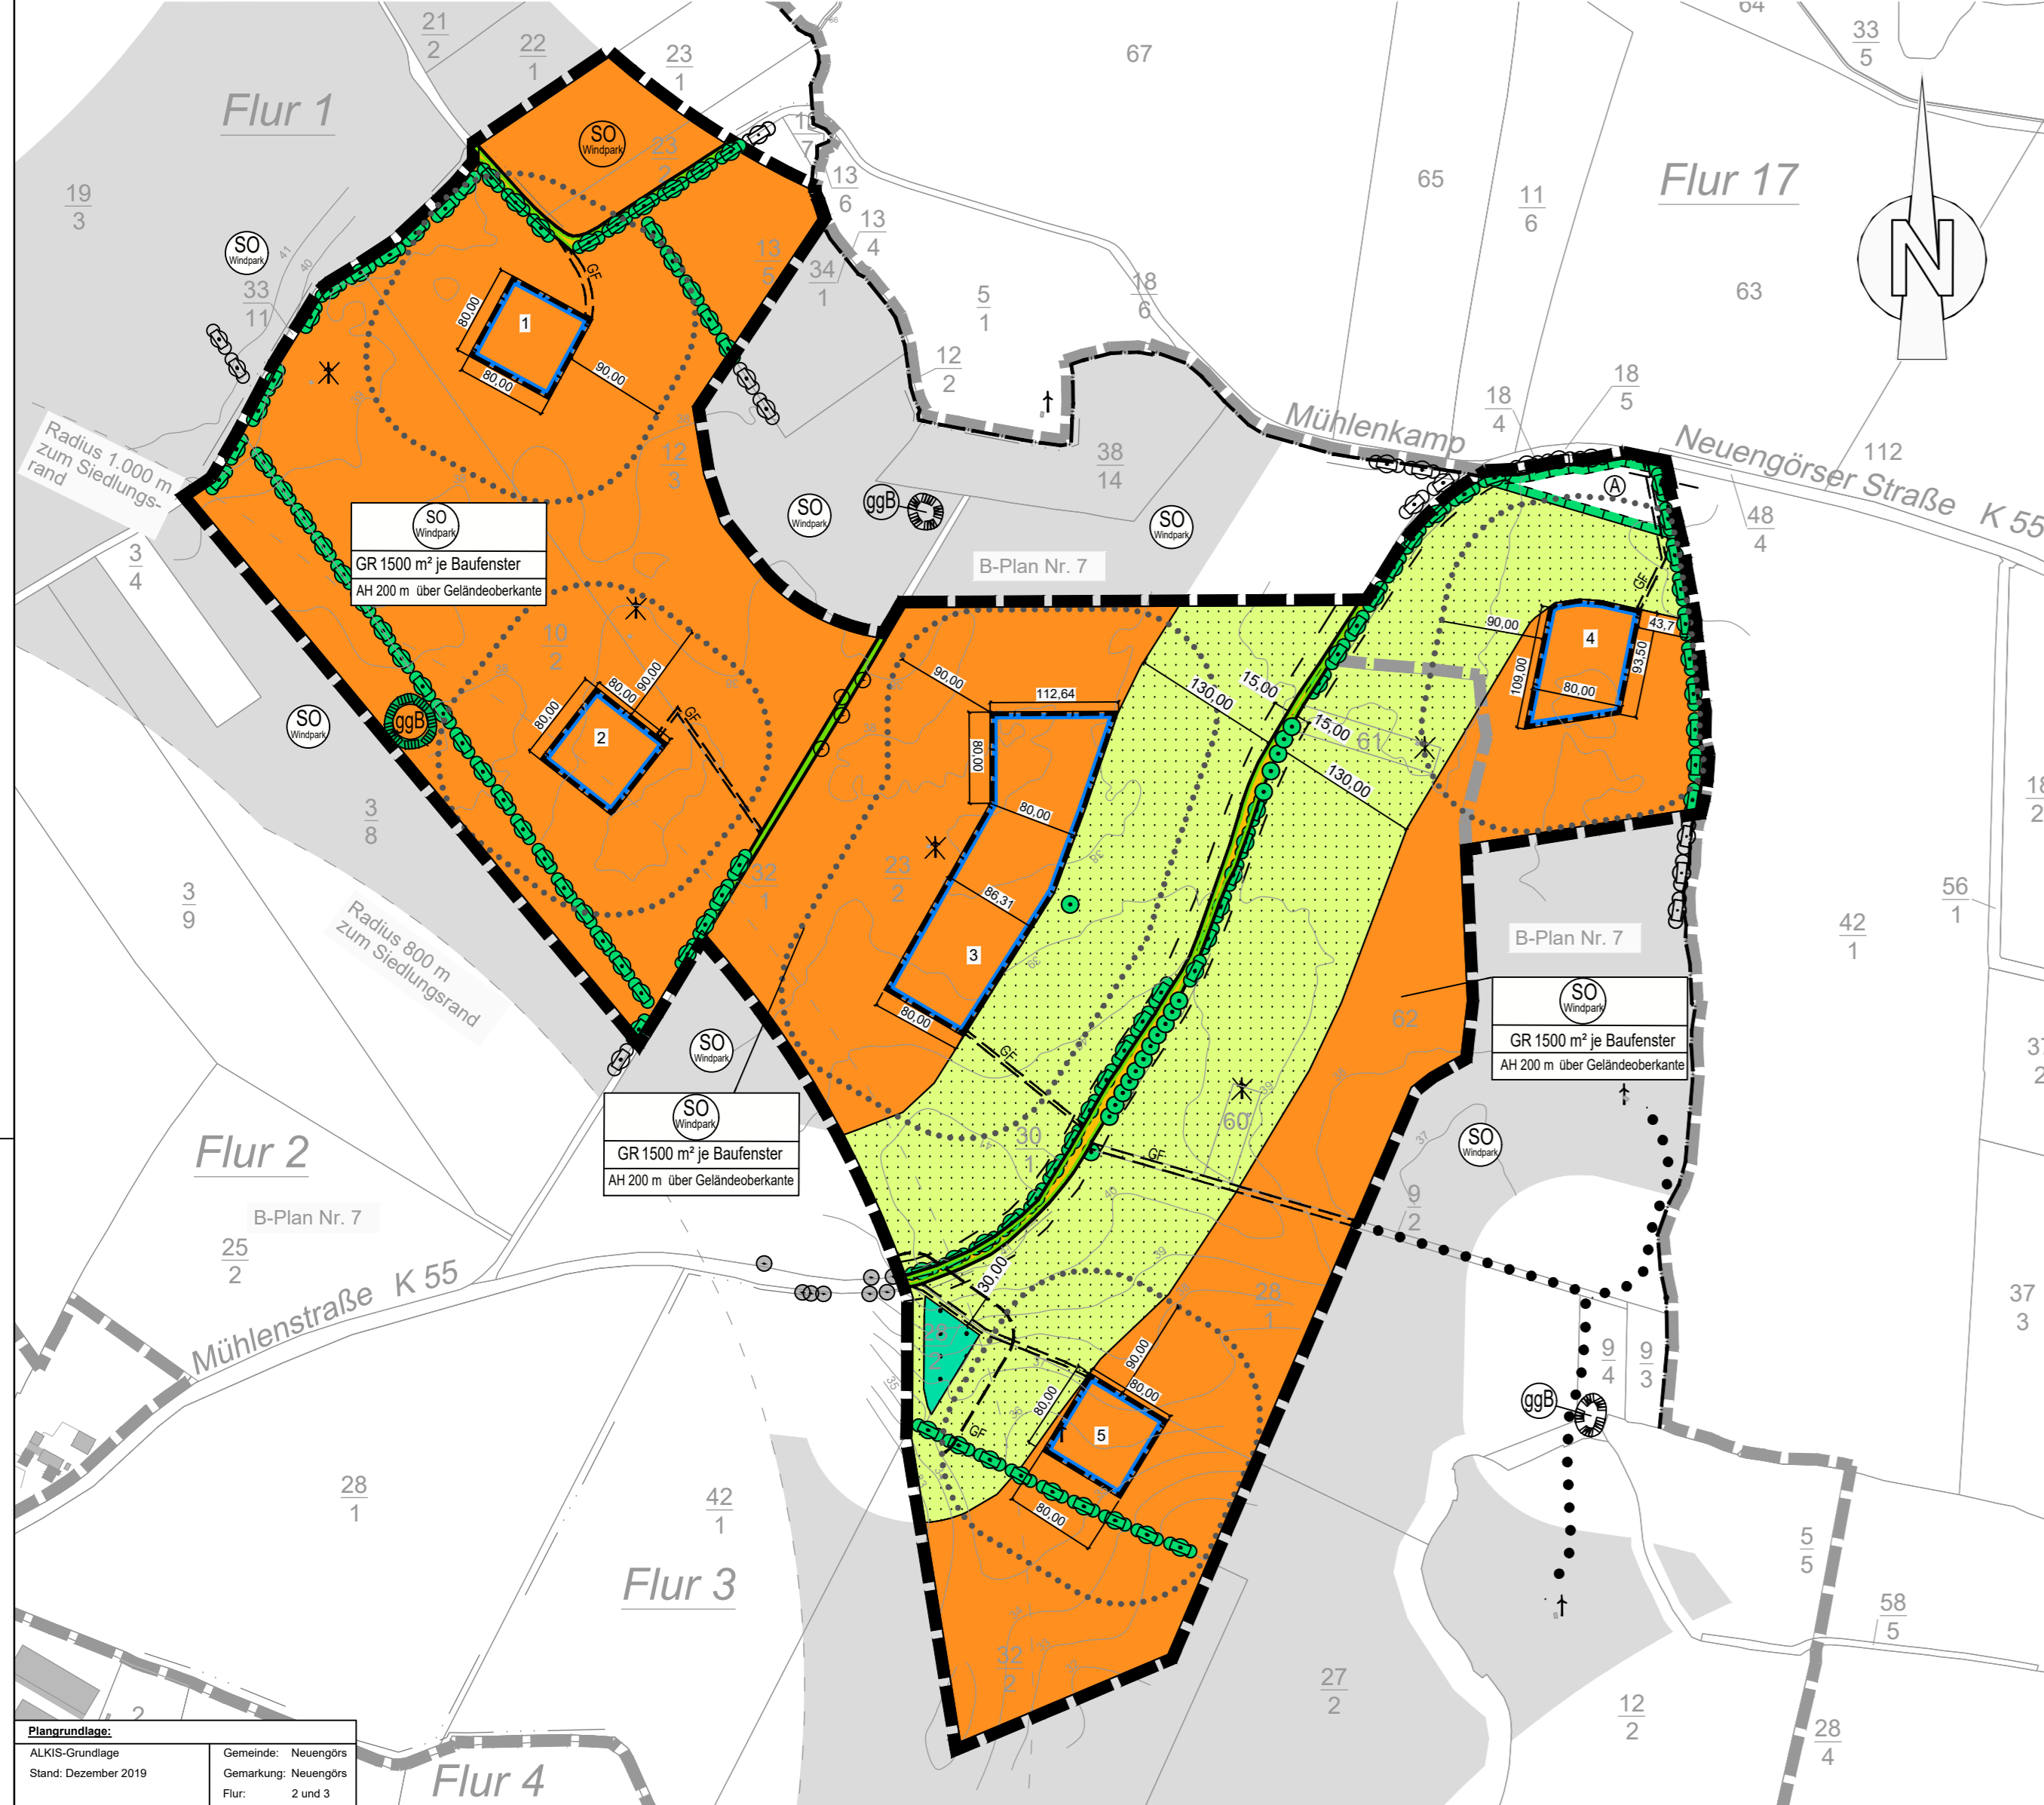 21
2
22
1
23
1
67
64
33
5
Flur 1
SO
Windpark
23
2
13
6
Flur 17
19
3
SO
Windpark
41
40
33
11
13
5
13
4
34
1
65
11
6
N
63
5
1
18
6
GF
80,00
1
80,00
90,00
12
2
18
4
18
5
Mühlenkamp
Neuengörser Straße K 55
112
Radius 1.000 m
zum Siedlungs-
rand
12
3
38
14
A
48
4
SO
Windpark
GR 1500 m² je Baufenster
AH 200 m über Geländeoberkante
SO
Windpark
ggB
SO
Windpark
B-Plan Nr. 7
3
4
10
2
GF
90,00
4
43,7
109,00
93,50
80,00
80,00
90,00
80,00
2
GF
90,00
112,64
130,00
15,00
15,00
61
130,00
SO
Windpark
ggB
80,00
80,00
3
8
32
1
23
2
86,31
3
80,00
18
2
56
1
3
9
Radius 800 m
zum Siedlungsrand
B-Plan Nr. 7
42
1
SO
Windpark
GR 1500 m² je Baufenster
AH 200 m über Geländeoberkante
62
SO
Windpark
GF
SO
Windpark
GR 1500 m² je Baufenster
AH 200 m über Geländeoberkante
30
1
GF
60
39
37
SO
Windpark
Flur 2
B-Plan Nr. 7
25
2
9
2
Mühlenstraße K 55
30,00
28
1
37
3
90,00
80,00
80,00
5
GF
80,00
9
4
9
3
ggB
28
1
42
1
5
5
Flur 3
58
5
32
2
27
2
12
2
28
4
2
Flur 4
Plangrundlage:
ALKIS-Grundlage
Stand: Dezember 2019
Gemeinde: Neuengörs
Gemarkung: Neuengörs
Flur: 2 und 3